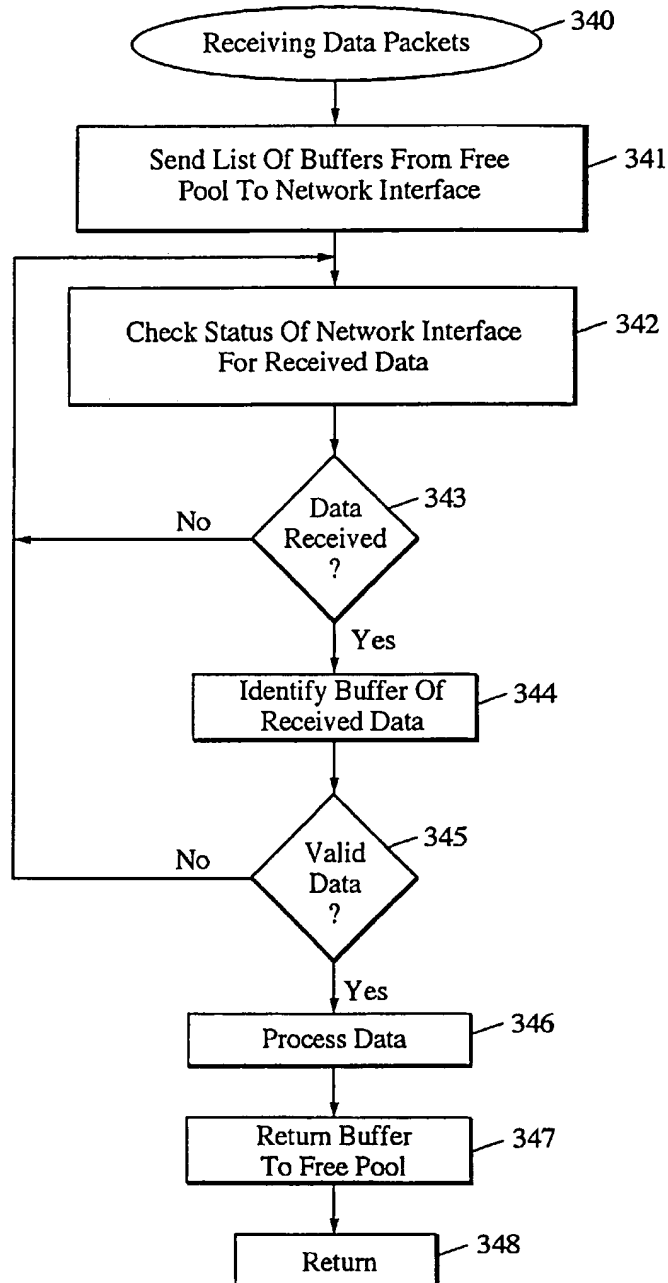 Receiving Data Packets
340
Send List Of Buffers From Free
Pool To Network Interface
341
Check Status Of Network Interface
For Received Data
342
343
No
Data
Received
?
Yes
Identify Buffer Of
Received Data
344
345
No
Valid
Data
?
Yes
Process Data
346
Return Buffer
To Free Pool
347
Return
348